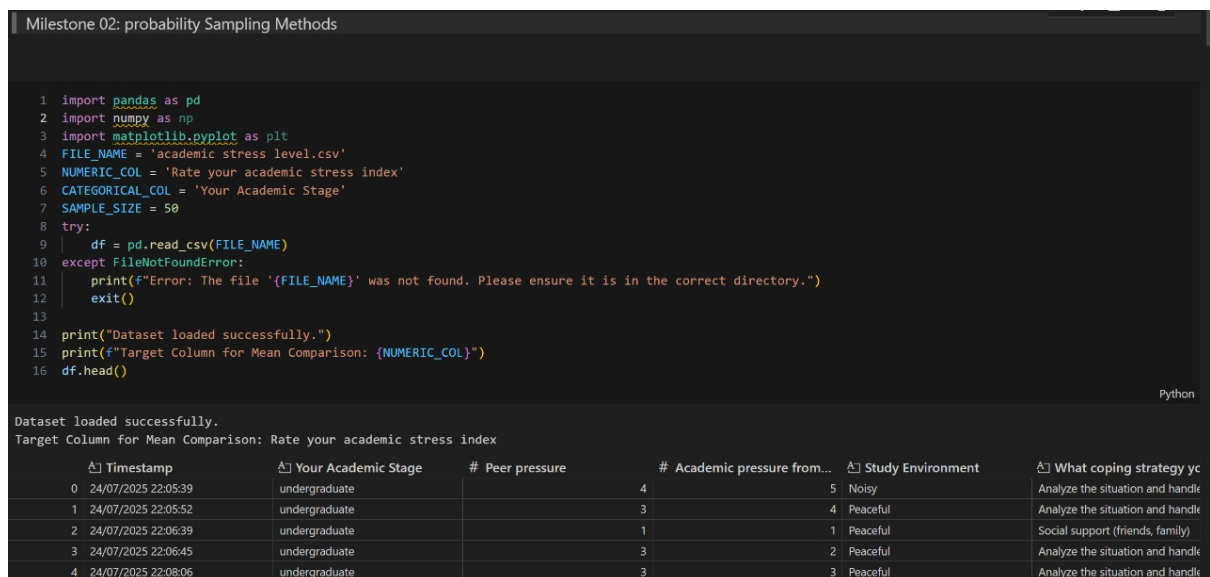 Milestone 02: probability Sampling Methods
1 import pandas as pd
2 import numpy as np
3 import matplotlib.pyplot as plt
4 FILE_NAME = 'academic stress level.csv'
5 NUMERIC_COL = 'Rate your academic stress index'
6 CATEGORICAL_COL = 'Your Academic Stage'
7 SAMPLE_SIZE = 50
8 try:
9 df = pd.read_csv(FILE_NAME)
10 except FileNotFoundError:
11 print(f"Error: The file '{FILE_NAME}' was not found. Please ensure it is in the correct directory.")
12 exit()
13
14 print("Dataset loaded successfully.")
15 print(f"Target Column for Mean Comparison: {NUMERIC_COL}")
16 df.head()
Python
Dataset loaded successfully.
Target Column for Mean Comparison: Rate your academic stress index
Timestamp Your Academic Stage # Peer pressure # Academic pressure from... Study Environment What coping strategy yc
0 24/07/2025 22:05:39 undergraduate 4 5 Noisy Analyze the situation and handle
1 24/07/2025 22:05:52 undergraduate 3 4 Peaceful Analyze the situation and handle
2 24/07/2025 22:06:39 undergraduate 1 1 Peaceful Social support (friends, family)
3 24/07/2025 22:06:45 undergraduate 3 2 Peaceful Analyze the situation and handle
4 24/07/2025 22:08:06 undergraduate 3 3 Peaceful Analyze the situation and handle